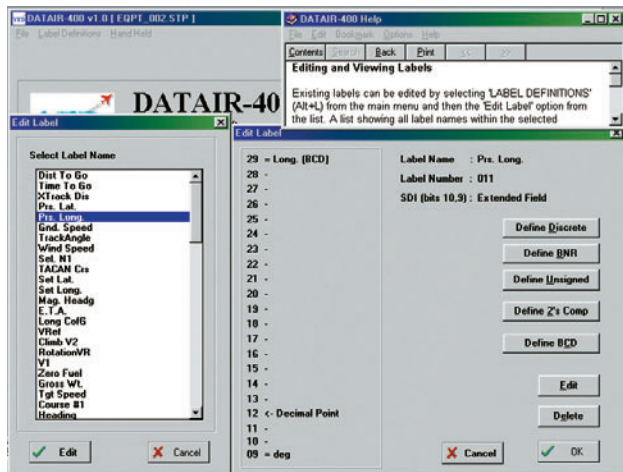 DATAIR-400 v1.0 [ EQPT_002.STP ]
File Label Definitions Hand Held
DATAIR-40
DATAIR-400 Help
File Edit Bookmark Options Help
Contents Search Back Print << >>
Editing and Viewing Labels
Existing labels can be edited by selecting 'LABEL DEFINITIONS'
(Alt+L) from the main menu and then the 'Edit Label' option from
the list. A list showing all label names within the selected
Edit Label
Select Label Name
Dist To Go
Time To Go
XTrack Dis
Prs. Lat.
Prs. Long.
Gnd. Speed
TrackAngle
Wind Speed
Sel. N1
TACAN Crs
Set Lat.
Set Long.
Mag. Headg
E.T.A.
Long CofG
VRef
Climb V2
RotationVR
V1
Zero Fuel
Gross Wt.
Tgt Speed
Course #1
Heading
Edit
Cancel
Edit Label
29 = Long. (BCD)
28 -
27 -
26 -
25 -
24 -
23 -
22 -
21 -
20 -
19 -
18 -
17 -
16 -
15 -
14 -
13 -
12 <- Decimal Point
11 -
10 -
09 = deg
Label Name : Prs. Long.
Label Number : 011
SDI (bits 10,9) : Extended Field
Define Discrete
Define BNR
Define Unsigned
Define 2's Comp
Define BCD
Edit
Delete
Cancel
OK